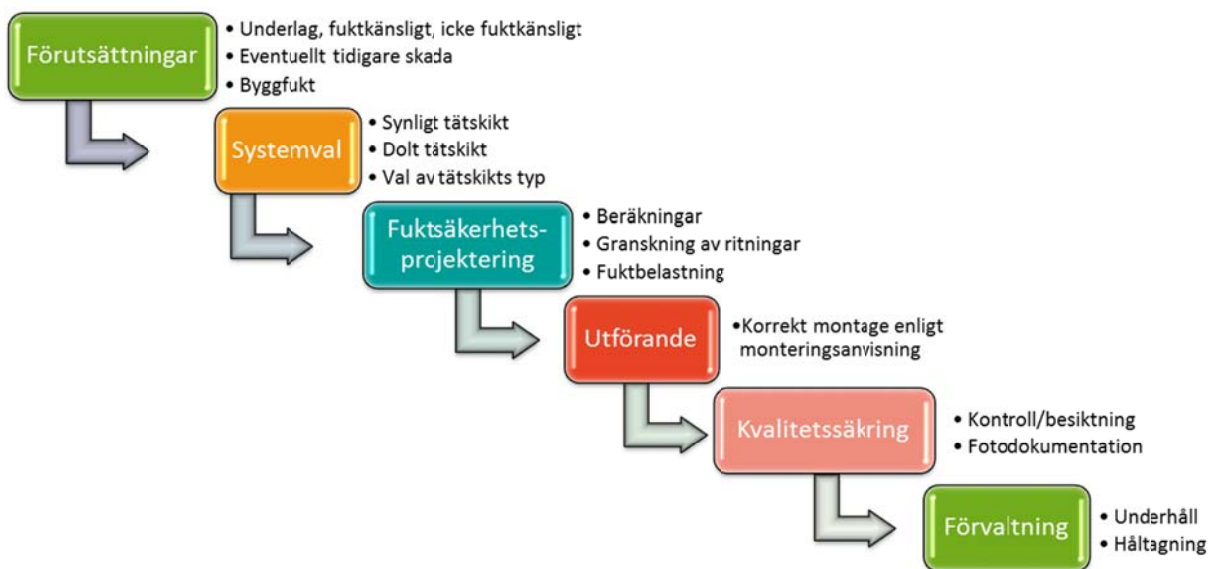 Förutsättningar
• Underlag, fuktkänsligt, icke fuktkänsligt
• Eventuellt tidigare skada
• Byggfukt
Systemval
• Synligt tätskikt
• Dolt tätskikt
• Val av tätskikts typ
Fuktsäkerhets-
projektering
• Beräkningar
• Granskning av ritningar
• Fuktbelastning
Utförande
•Korrekt montage enligt
monteringsanvisning
Kvalitetssäkring
• Kontroll/besiktning
• Fotodokumentation
Förvaltning
• Underhåll
• Håltagning